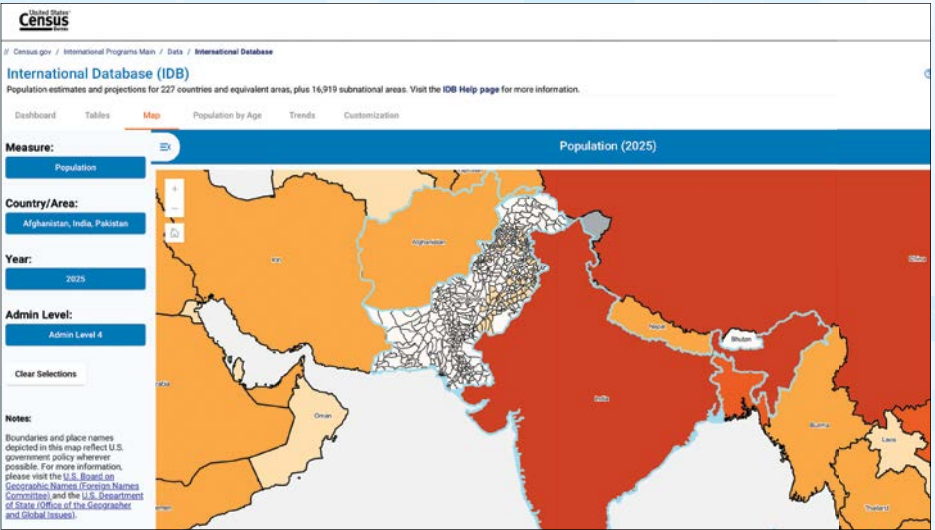 United States®
Census
Bureau
// Census.gov / International Programs Main / Data / International Database
International Database (IDB)
Population estimates and projections for 227 countries and equivalent areas, plus 16,919 subnational areas. Visit the IDB Help page for more information.
Dashboard Tables Map Population by Age Trends Customization
Measure:
Population
Country/Area:
Afghanistan, India, Pakistan
Year:
2025
Admin Level:
Admin Level 4
Clear Selections
Notes:
Boundaries and place names
depicted in this map reflect U.S.
government policy wherever
possible. For more information,
please visit the U.S. Board on
Geographic Names (Foreign Names
Committee) and the U.S. Department
of State (Office of the Geographer
and Global Issues).
Population (2025)
+
−
Afghanistan
Iran
China
Nepal
Bhutan
India
Oman
Burma
Laos
Thailand